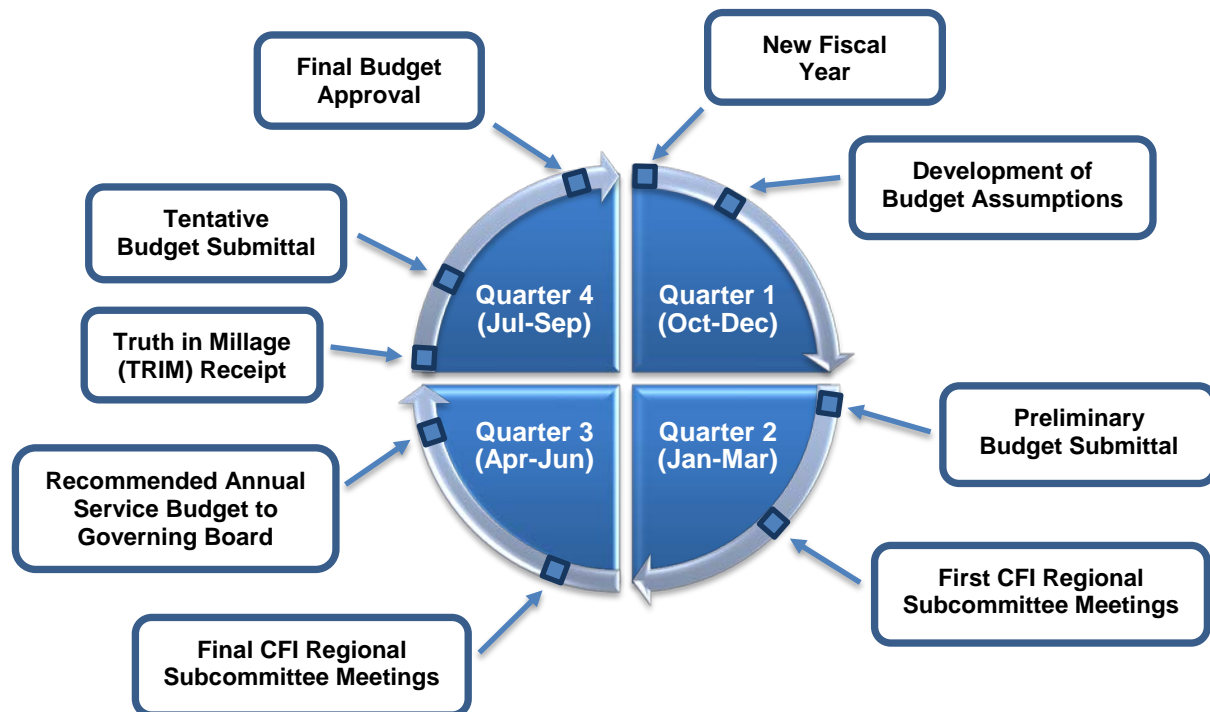 New Fiscal
Year
Development of
Budget Assumptions
Quarter 1
(Oct-Dec)
Preliminary
Budget Submittal
First CFI Regional
Subcommittee Meetings
Quarter 2
(Jan-Mar)
Final CFI Regional
Subcommittee Meetings
Recommended Annual
Service Budget to
Governing Board
Quarter 3
(Apr-Jun)
Truth in Millage
(TRIM) Receipt
Tentative
Budget Submittal
Final Budget
Approval
Quarter 4
(Jul-Sep)